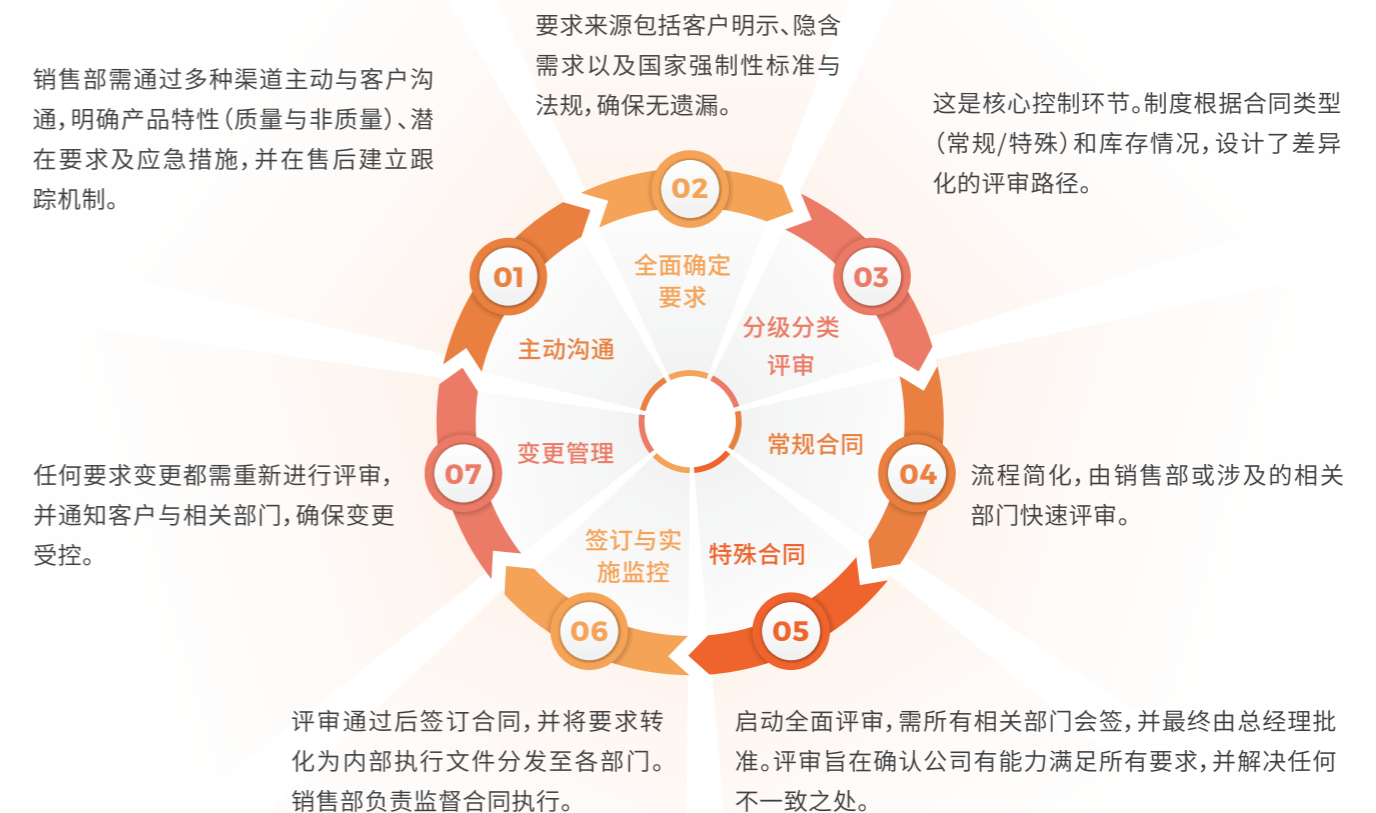 销售部需通过多种渠道主动与客户沟
通,明确产品特性(质量与非质量)、潜
在要求及应急措施,并在售后建立跟
踪机制。
01
主动沟通
要求来源包括客户明示、隐含
需求以及国家强制性标准与
法规,确保无遗漏。
02
全面确定
要求
这是核心控制环节。制度根据合同类型
(常规/特殊)和库存情况,设计了差异
化的评审路径。
03
分级分类
评审
04
常规合同
流程简化,由销售部或涉及的相关
部门快速评审。
05
特殊合同
启动全面评审,需所有相关部门会签,并最终由总经理批
准。评审旨在确认公司有能力满足所有要求,并解决任何
不一致之处。
06
签订与实
施监控
评审通过后签订合同,并将要求转
化为内部执行文件分发至各部门。
销售部负责监督合同执行。
07
变更管理
任何要求变更都需重新进行评审,
并通知客户与相关部门,确保变更
受控。